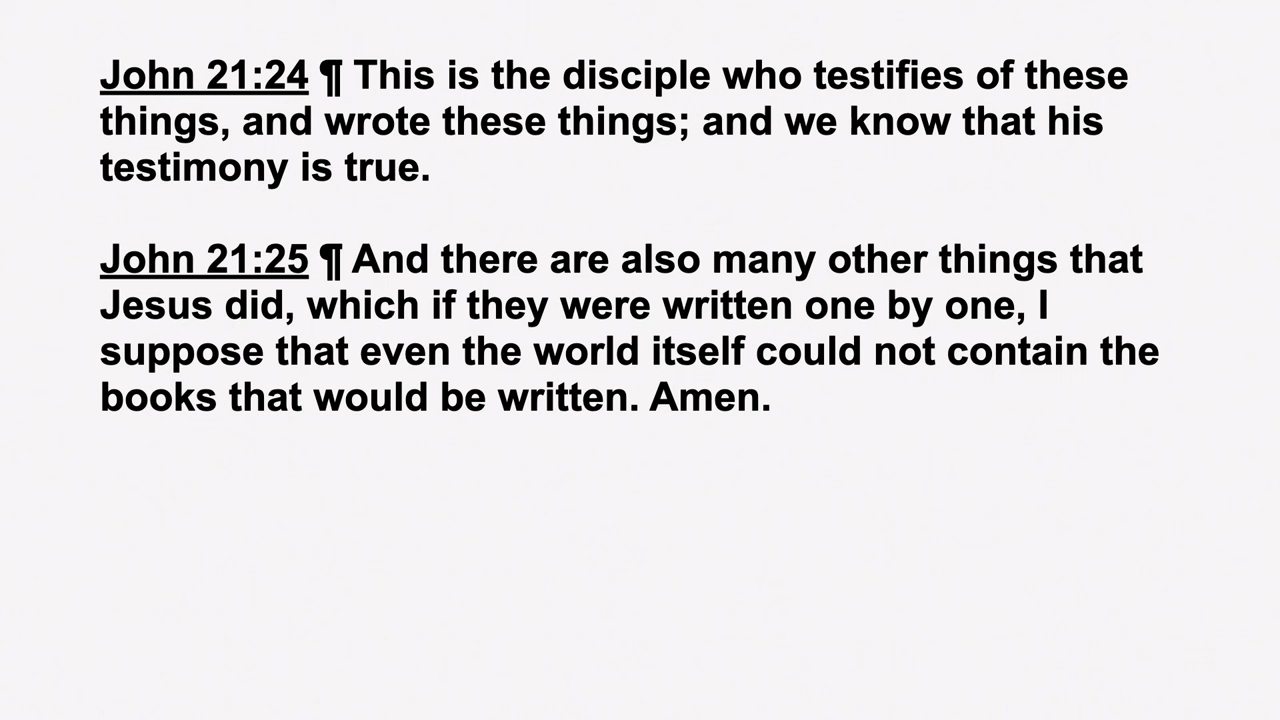 John 21:24 ¶ This is the disciple who testifies of these
things, and wrote these things; and we know that his
testimony is true.
John 21:25 ¶ And there are also many other things that
Jesus did, which if they were written one by one, I
suppose that even the world itself could not contain the
books that would be written. Amen.